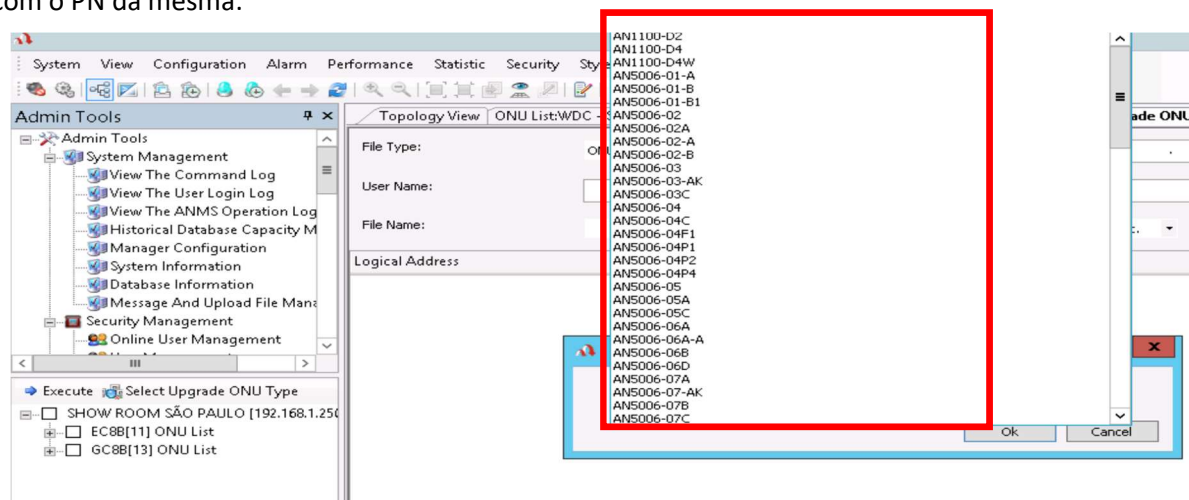 com o PN da mesma.
System View Configuration Alarm Performance Statistic Security Style
Admin Tools
Admin Tools
System Management
View The Command Log
View The User Login Log
View The ANMS Operation Log
Historical Database Capacity M
Manager Configuration
System Information
Database Information
Message And Upload File Mana
Security Management
Online User Management
Execute Select Upgrade ONU Type
SHOW ROOM SÃO PAULO [192.168.1.250
EC8B[11] ONU List
GC8B[13] ONU List
Topology View ONU List:WDC - S
ade ONU
File Type:
User Name:
File Name:
Logical Address
AN1100-D2
AN1100-D4
AN1100-D4W
AN5006-01-A
AN5006-01-B
AN5006-01-B1
AN5006-02
AN5006-02A
AN5006-02-A
AN5006-02-B
AN5006-03
AN5006-03-AK
AN5006-03C
AN5006-04
AN5006-04C
AN5006-04F1
AN5006-04P1
AN5006-04P2
AN5006-04P4
AN5006-05
AN5006-05A
AN5006-05C
AN5006-06A
AN5006-06A-A
AN5006-06B
AN5006-06D
AN5006-07A
AN5006-07-AK
AN5006-07B
AN5006-07C
Ok Cancel